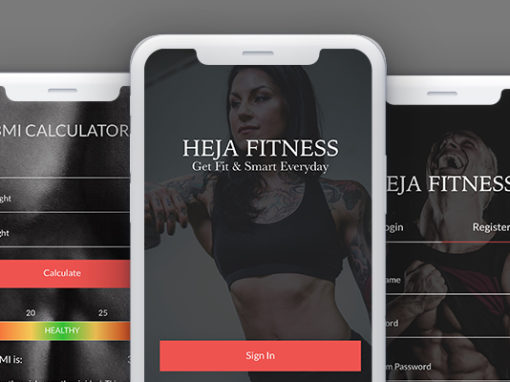 BMI CALCULATOR
ght
ght
Calculate
20 25
HEALTHY
MI is:
HEJA FITNESS
Get Fit & Smart Everyday
Sign In
EJA FITNESS
ogin Register
ame
ord
m Password